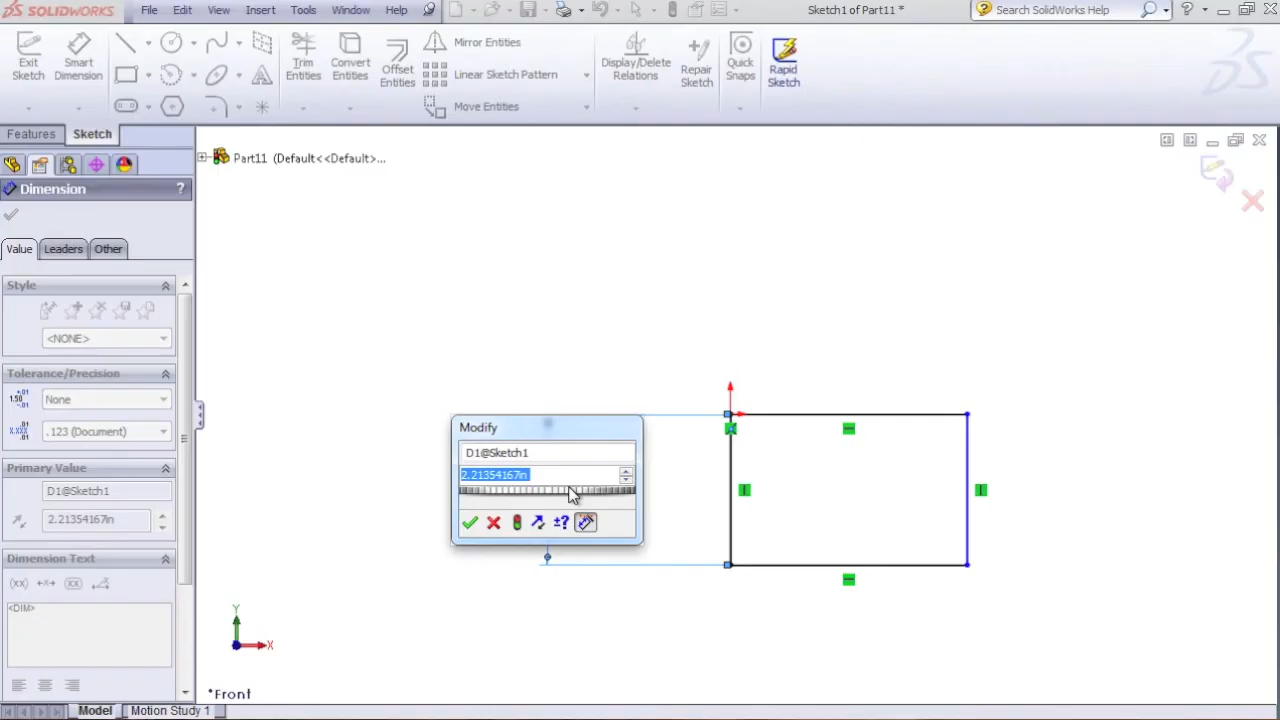 SOLIDWORKS File Edit View Insert Tools Window Help Sketch1 of Part11 * Search SolidWorks Help
Exit Sketch
Smart Dimension
Trim Entities
Convert Entities
Offset Entities
Mirror Entities
Linear Sketch Pattern
Move Entities
Display/Delete Relations
Repair Sketch
Quick Snaps
Rapid Sketch
Features Sketch
Part11 (Default<<Default>...
Dimension ?
Value Leaders Other
Style
<NONE>
Tolerance/Precision
None
.123 (Document)
Primary Value
D1@Sketch1
2.21354167in
Dimension Text
<DIM>
Modify
D1@Sketch1
2.21354167in
±?
Y
X
*Front
Model Motion Study 1